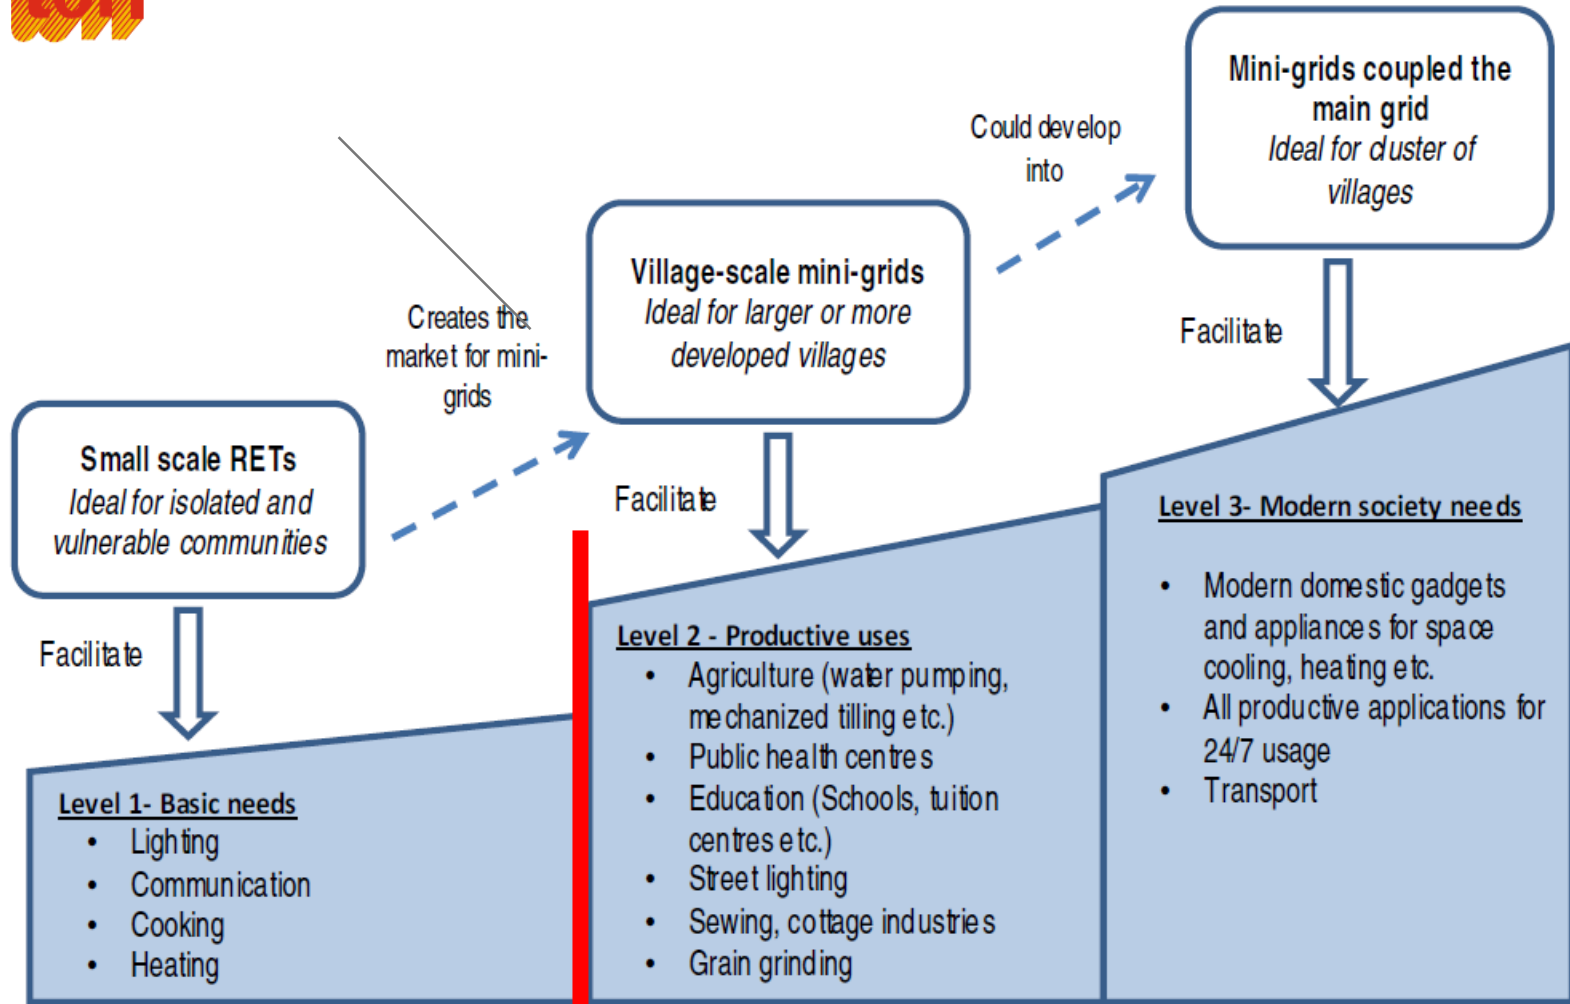 Mini-grids coupled the
main grid
Ideal for cluster of
villages
Could develop
into
Village-scale mini-grids
Ideal for larger or more
developed villages
Creates the
market for mini-
grids
Facilitate
Small scale RETs
Ideal for isolated and
vulnerable communities
Facilitate
Facilitate
Level 1- Basic needs
• Lighting
• Communication
• Cooking
• Heating
Level 2 - Productive uses
• Agriculture (water pumping,
mechanized tilling etc.)
• Public health centres
• Education (Schools, tuition
centres etc.)
• Street lighting
• Sewing, cottage industries
• Grain grinding
Level 3- Modern society needs
• Modern domestic gadgets
and appliances for space
cooling, heating etc.
• All productive applications for
24/7 usage
• Transport